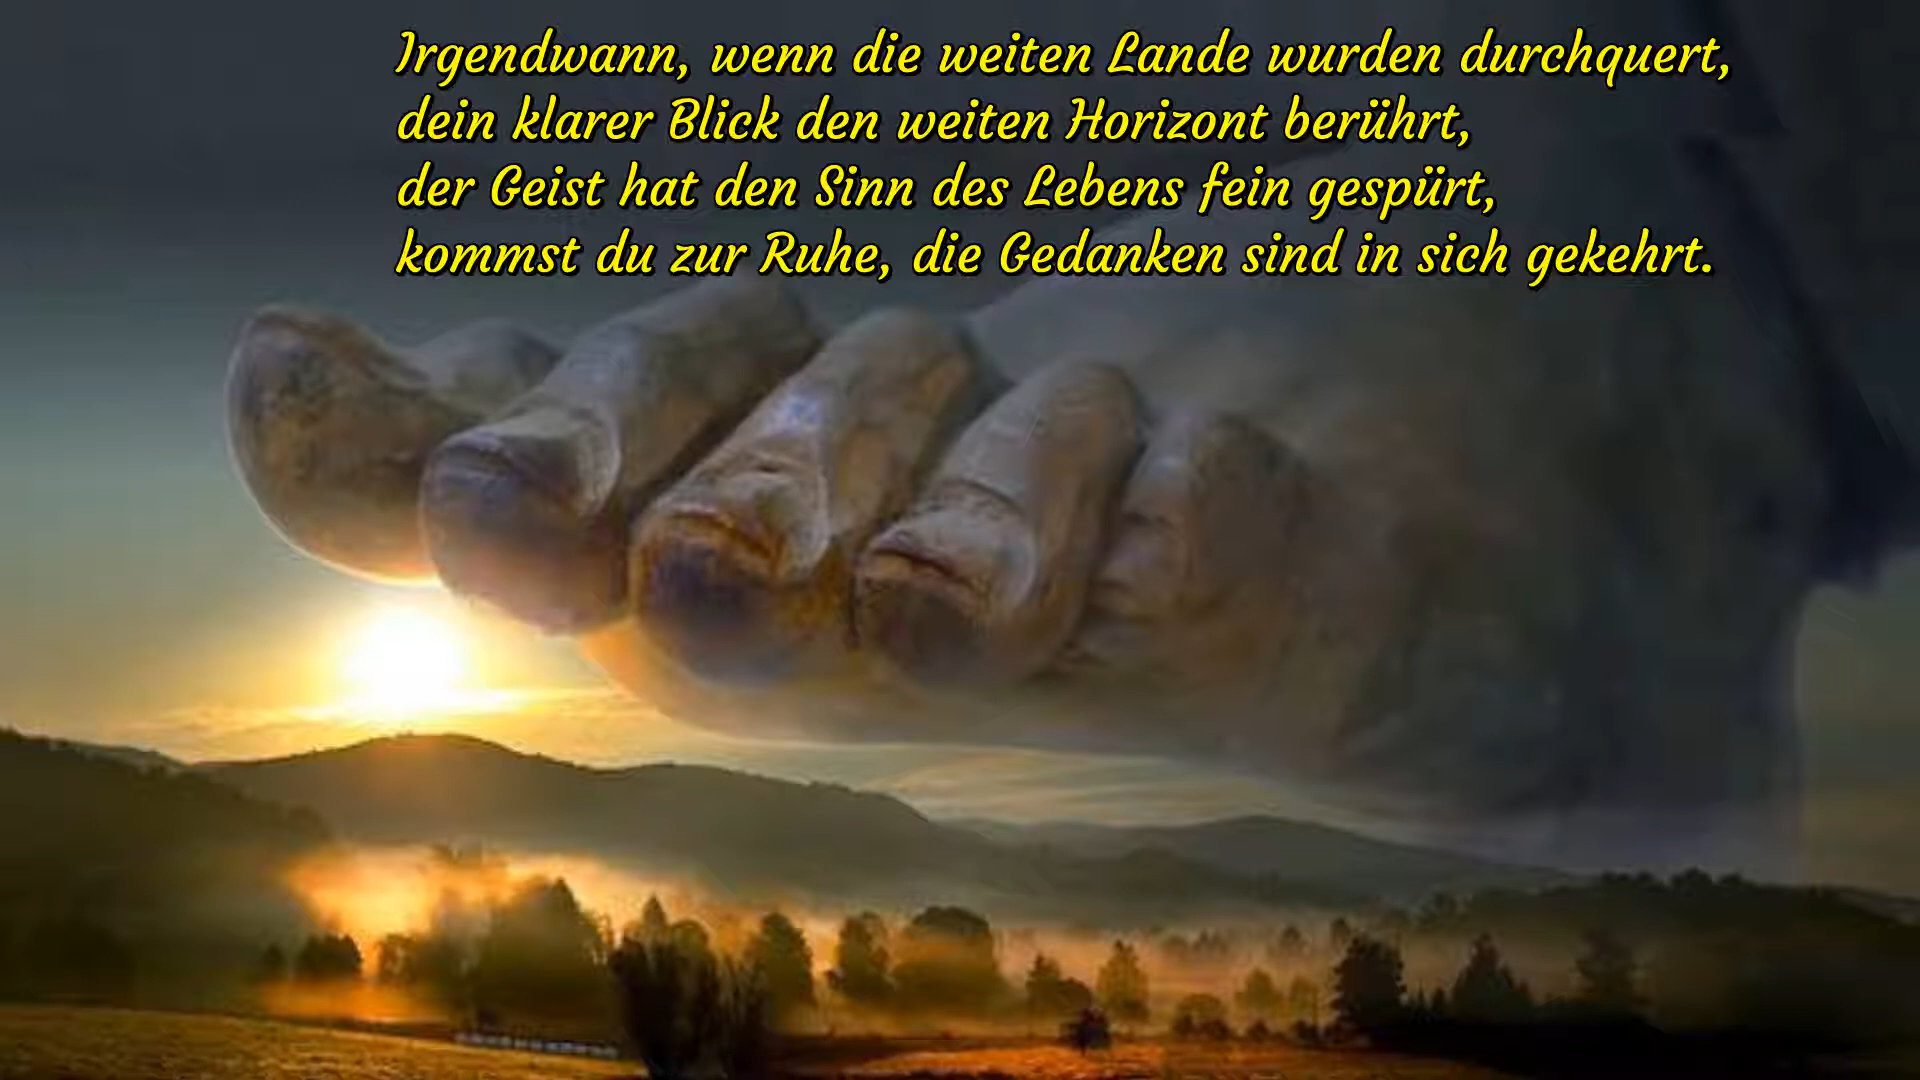 Irgendwann, wenn die weiten Lande wurden durchquert,
dein klarer Blick den weiten Horizont berührt,
der Geist hat den Sinn des Lebens fein gespürt,
kommst du zur Ruhe, die Gedanken sind in sich gekehrt.